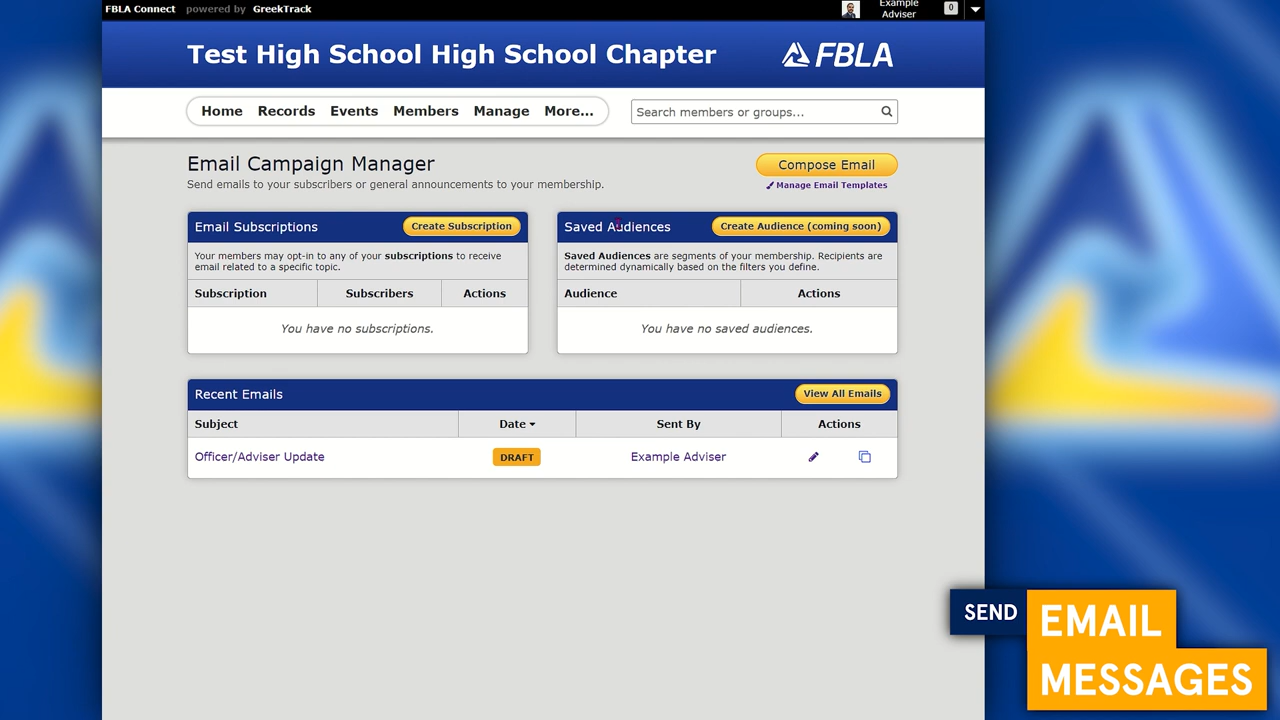 FBLA Connect powered by GreekTrack
Example
Adviser
0
Test High School High School Chapter
FBLA
Home Records Events Members Manage More...
Search members or groups...
Email Campaign Manager
Compose Email
Send emails to your subscribers or general announcements to your membership.
Manage Email Templates
Email Subscriptions
Create Subscription
Your members may opt-in to any of your subscriptions to receive
email related to a specific topic.
Subscription Subscribers Actions
You have no subscriptions.
Saved Audiences
Create Audience (coming soon)
Saved Audiences are segments of your membership. Recipients are
determined dynamically based on the filters you define.
Audience Actions
You have no saved audiences.
Recent Emails
View All Emails
Subject Date Sent By Actions
Officer/Adviser Update DRAFT Example Adviser
SEND
EMAIL
MESSAGES